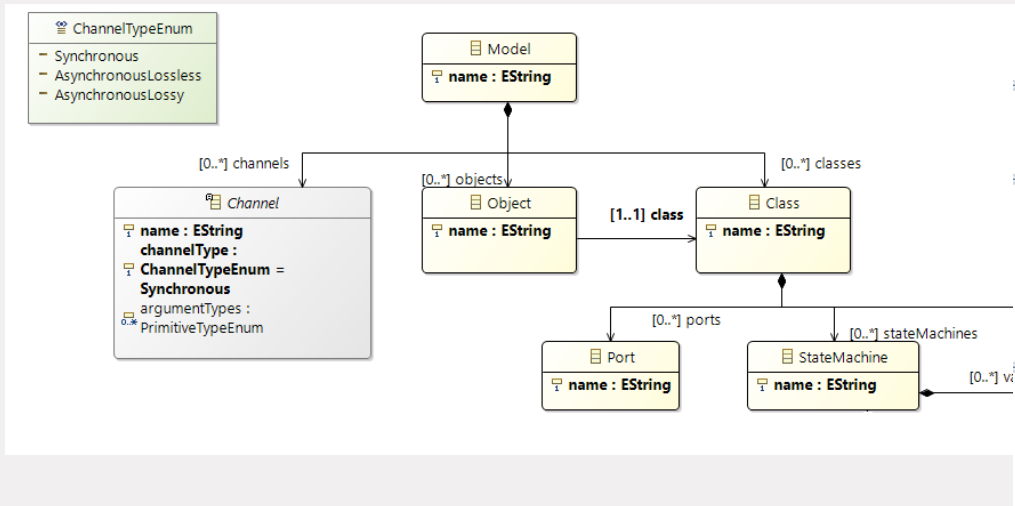 ChannelTypeEnum
Synchronous
AsynchronousLossless
AsynchronousLossy
Model
name : EString
[0..*] channels
[0..*] objects
[0..*] classes
Channel
name : EString
channelType :
ChannelTypeEnum =
Synchronous
argumentTypes :
PrimitiveTypeEnum
Object
name : EString
[1..1] class
Class
name : EString
[0..*] ports
[0..*] stateMachines
Port
name : EString
StateMachine
name : EString
[0..*] va